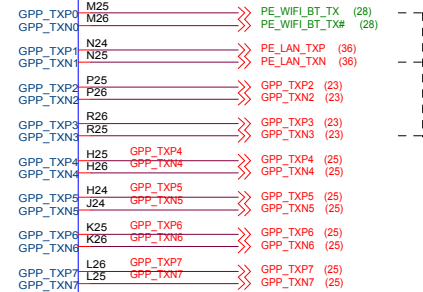 GPP_TXP0 M25 PE_WIFI_BT_TX (28)
GPP_TXN0 M26 PE_WIFI_BT_TX# (28)
GPP_TXP1 N24 PE_LAN_TXP (36)
GPP_TXN1 N25 PE_LAN_TXN (36)
GPP_TXP2 P25 GPP_TXP2 (23)
GPP_TXN2 P26 GPP_TXN2 (23)
GPP_TXP3 R26 GPP_TXP3 (23)
GPP_TXN3 R25 GPP_TXN3 (23)
GPP_TXP4 H25 GPP_TXP4 GPP_TXP4 (25)
GPP_TXN4 H26 GPP_TXN4 GPP_TXN4 (25)
GPP_TXP5 H24 GPP_TXP5 GPP_TXP5 (25)
GPP_TXN5 J24 GPP_TXN5 GPP_TXN5 (25)
GPP_TXP6 K25 GPP_TXP6 GPP_TXP6 (25)
GPP_TXN6 K26 GPP_TXN6 GPP_TXN6 (25)
GPP_TXP7 L26 GPP_TXP7 GPP_TXP7 (25)
GPP_TXN7 L25 GPP_TXN7 GPP_TXN7 (25)